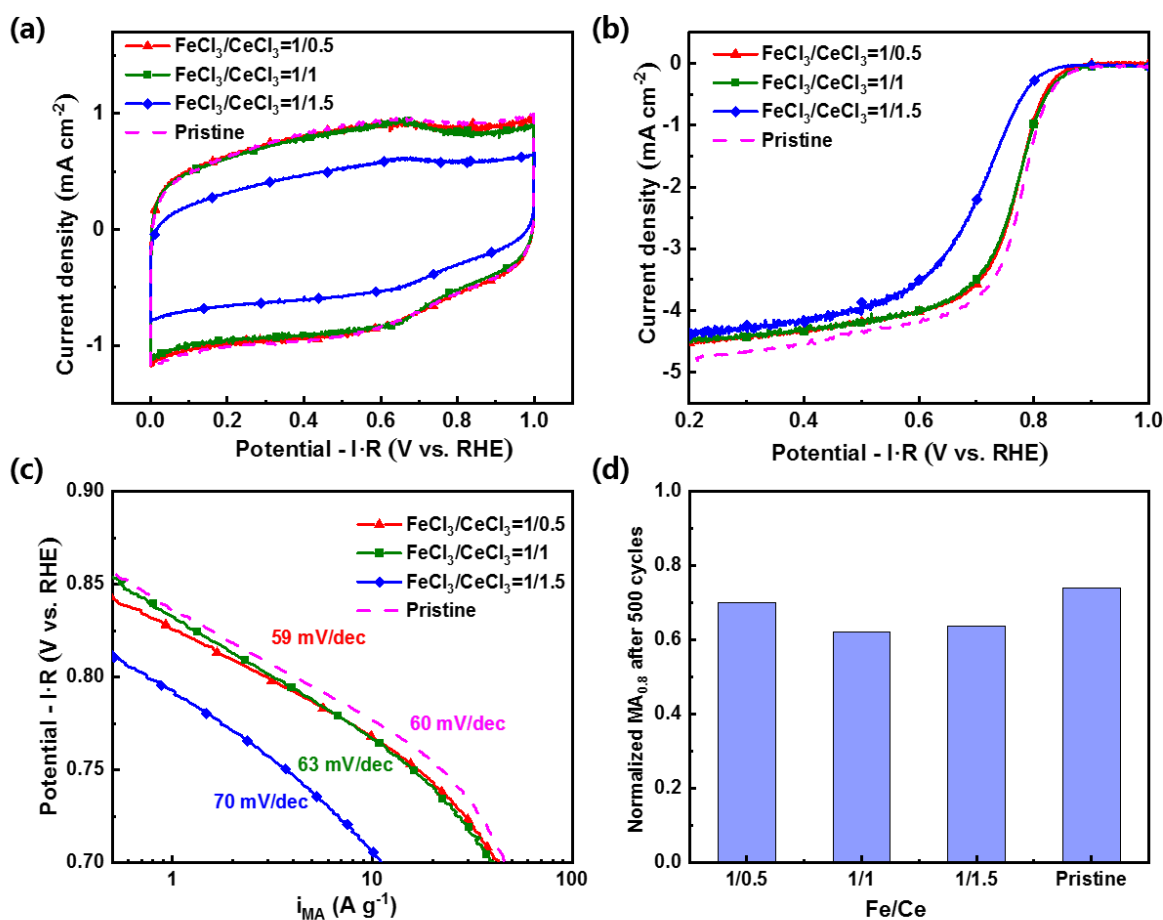 (a)
FeCl₃/CeCl₃=1/0.5
FeCl₃/CeCl₃=1/1
FeCl₃/CeCl₃=1/1.5
Pristine
1
0
-1
Current density (mA cm⁻²)
0.0 0.2 0.4 0.6 0.8 1.0
Potential - I·R (V vs. RHE)
(b)
FeCl₃/CeCl₃=1/0.5
FeCl₃/CeCl₃=1/1
FeCl₃/CeCl₃=1/1.5
Pristine
0
-1
-2
-3
-4
-5
Current density (mA cm⁻²)
0.2 0.4 0.6 0.8 1.0
Potential - I·R (V vs. RHE)
(c)
FeCl₃/CeCl₃=1/0.5
FeCl₃/CeCl₃=1/1
FeCl₃/CeCl₃=1/1.5
Pristine
59 mV/dec
60 mV/dec
63 mV/dec
70 mV/dec
0.90
0.85
0.80
0.75
0.70
Potential - I·R (V vs. RHE)
1 10 100
i_MA (A g⁻¹)
(d)
1.0
0.8
0.6
0.4
0.2
0.0
Normalized MA₀.₈ after 500 cycles
1/0.5 1/1 1/1.5 Pristine
Fe/Ce